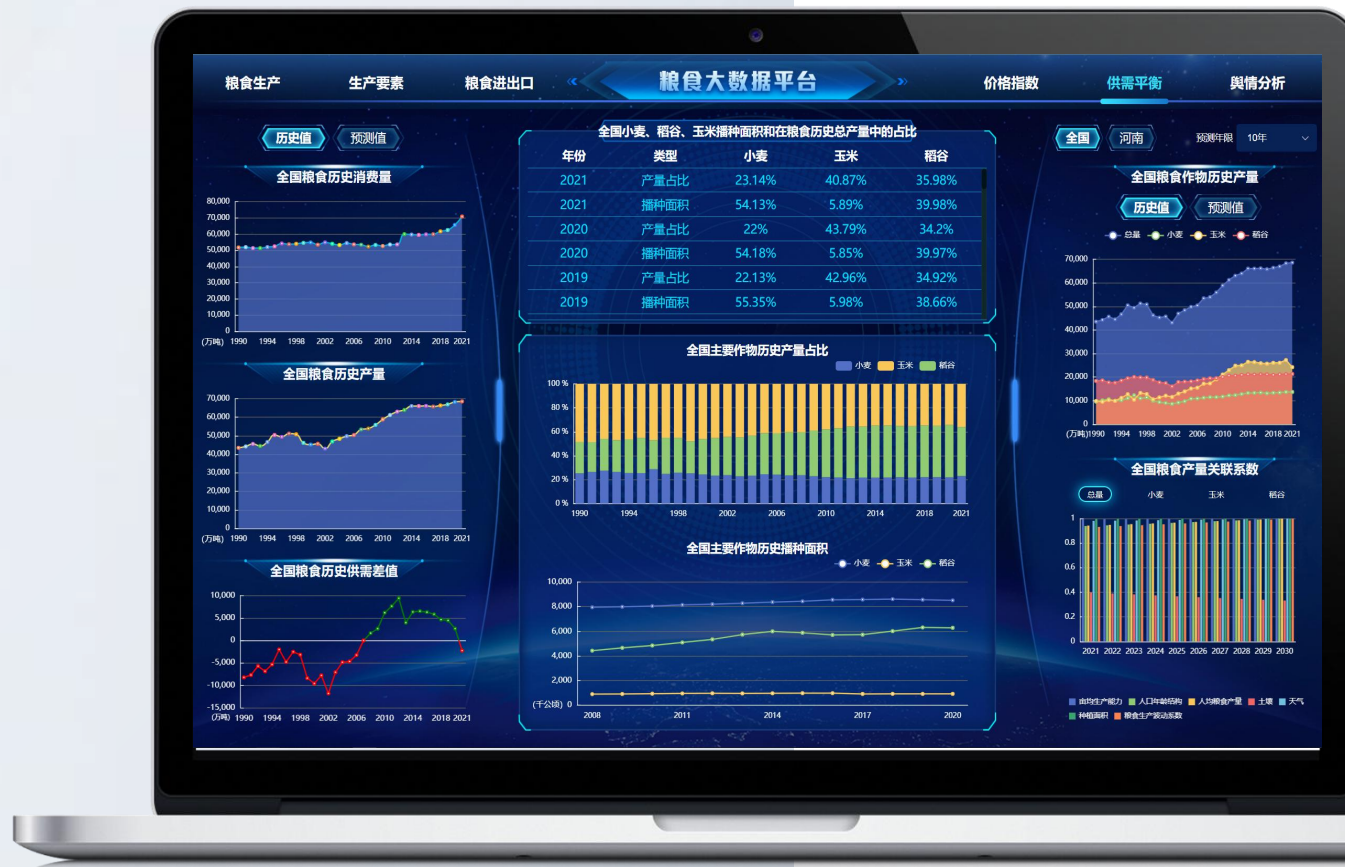 粮食生产 生产要素 粮食进出口 粮食大数据平台 价格指数 供需平衡 舆情分析
历史值 预测值
全国粮食历史消费量
80,000
70,000
60,000
50,000
40,000
30,000
20,000
10,000
0
(万吨) 1990 1994 1998 2002 2006 2010 2014 2018 2021
全国粮食历史产量
70,000
60,000
50,000
40,000
30,000
20,000
10,000
0
(万吨) 1990 1994 1998 2002 2006 2010 2014 2018 2021
全国粮食历史供需差值
10,000
5,000
0
-5,000
-10,000
-15,000
(万吨) 1990 1994 1998 2002 2006 2010 2014 2018 2021
全国小麦、稻谷、玉米播种面积和在粮食历史总产量中的占比
年份 类型 小麦 玉米 稻谷
2021 产量占比 23.14% 40.87% 35.98%
2021 播种面积 54.13% 5.89% 39.98%
2020 产量占比 22% 43.79% 34.2%
2020 播种面积 54.18% 5.85% 39.97%
2019 产量占比 22.13% 42.96% 34.92%
2019 播种面积 55.35% 5.98% 38.66%
全国主要作物历史产量占比
小麦 玉米 稻谷
100 %
80 %
60 %
40 %
20 %
0 %
1990 1994 1998 2002 2006 2010 2014 2018 2021
全国主要作物历史播种面积
小麦 玉米 稻谷
10,000
8,000
6,000
4,000
2,000
(千公顷) 0
2008 2011 2014 2017 2020
全国 河南 预测年限 10年
全国粮食作物历史产量
历史值 预测值
总量 小麦 玉米 稻谷
70,000
60,000
50,000
40,000
30,000
20,000
10,000
0
(万吨) 1990 1994 1998 2002 2006 2010 2014 2018 2021
全国粮食产量关联系数
总量 小麦 玉米 稻谷
1
0.8
0.6
0.4
0.2
0
2021 2022 2023 2024 2025 2026 2027 2028 2029 2030
亩均生产能力 人口年龄结构 人均粮食产量 土壤 天气
种植面积 粮食生产波动系数